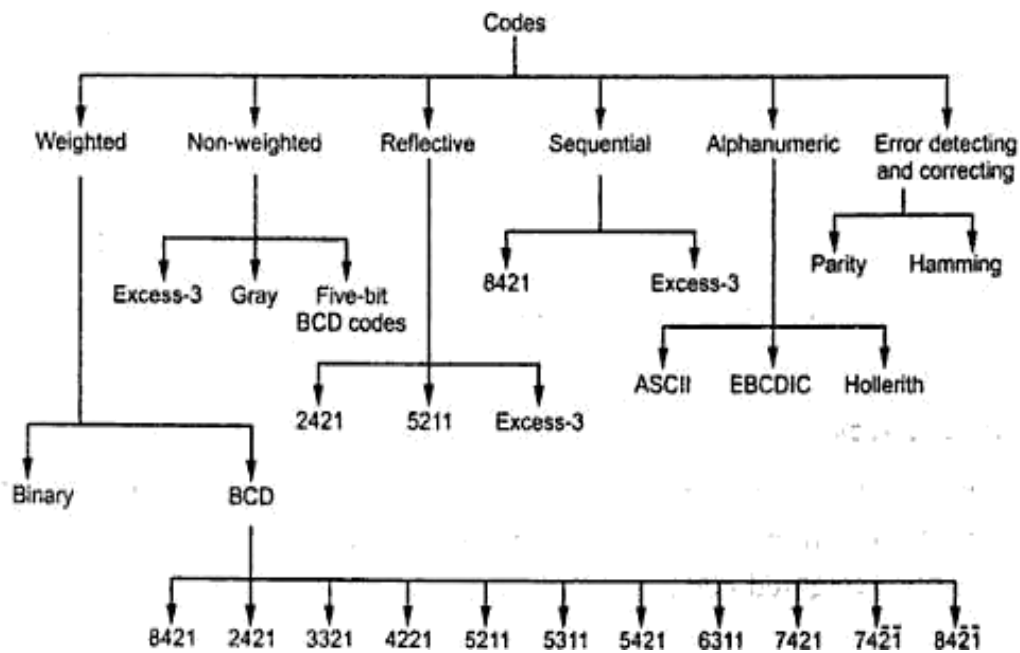 Codes
Weighted Non-weighted Reflective Sequential Alphanumeric Error detecting
and correcting
Parity Hamming
8421 Excess-3
Excess-3 Gray Five-bit
BCD codes
ASCII EBCDIC Hollerith
2421 5211 Excess-3
Binary BCD
8421 2421 3321 4221 5211 5311 5421 6311 7421 742̅1̅ 842̅1̅